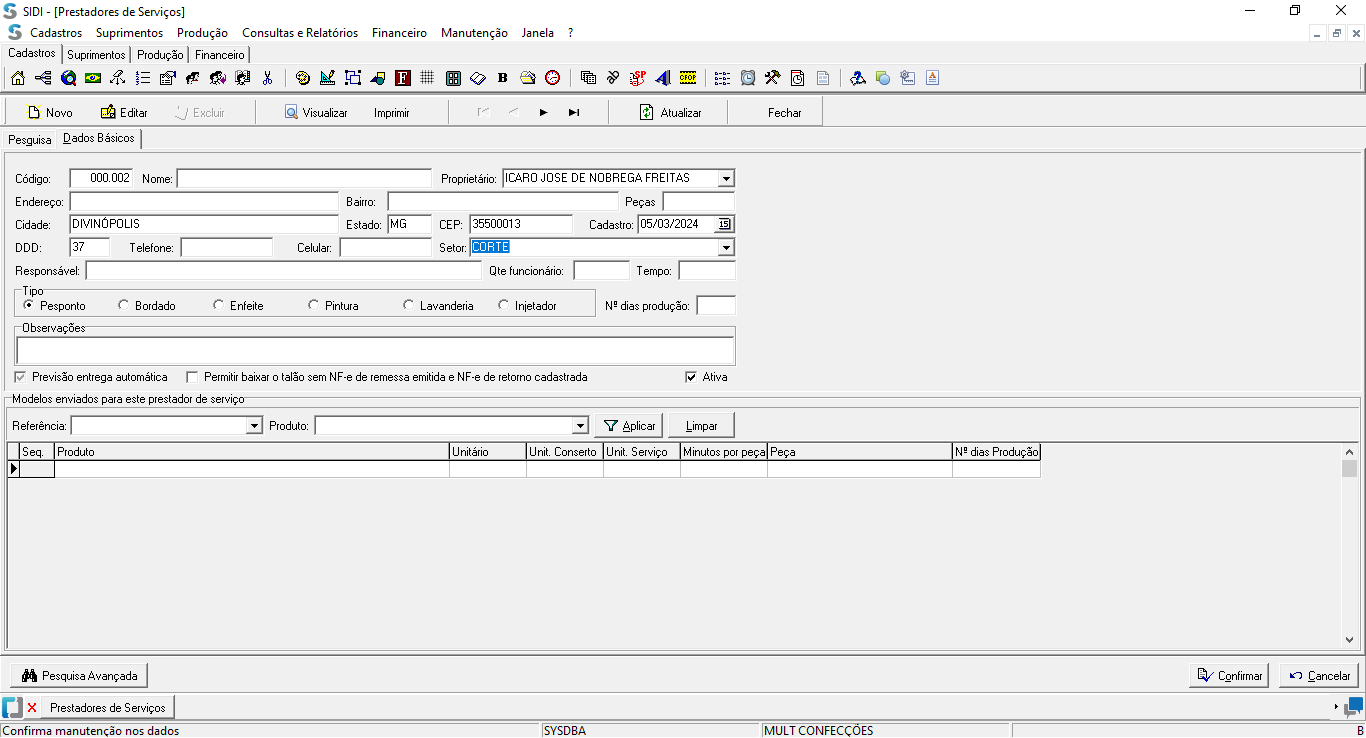 SIDI - [Prestadores de Serviços]
Cadastros Suprimentos Produção Consultas e Relatórios Financeiro Manutenção Janela ?
Cadastros Suprimentos Produção Financeiro
F B SP CFOP A
Novo Editar Excluir Visualizar Imprimir Atualizar Fechar
Pesquisa Dados Básicos
Código: 000.002 Nome: Proprietário: ICARO JOSE DE NOBREGA FREITAS
Endereço: Bairro: Peças
Cidade: DIVINÓPOLIS Estado: MG CEP: 35500013 Cadastro: 05/03/2024 15
DDD: 37 Telefone: Celular: Setor: CORTE
Responsável: Qte funcionário: Tempo:
Tipo
Pesponto Bordado Enfeite Pintura Lavanderia Injetador Nº dias produção:
Observações
Previsão entrega automática Permitir baixar o talão sem NF-e de remessa emitida e NF-e de retorno cadastrada Ativa
Modelos enviados para este prestador de serviço
Referência: Produto: Aplicar Limpar
Seq. Produto Unitário Unit. Conserto Unit. Serviço Minutos por peça Peça Nº dias Produção
Pesquisa Avançada Confirmar Cancelar
Prestadores de Serviços
Confirma manutenção nos dados SYSDBA MULT CONFECÇÕES B